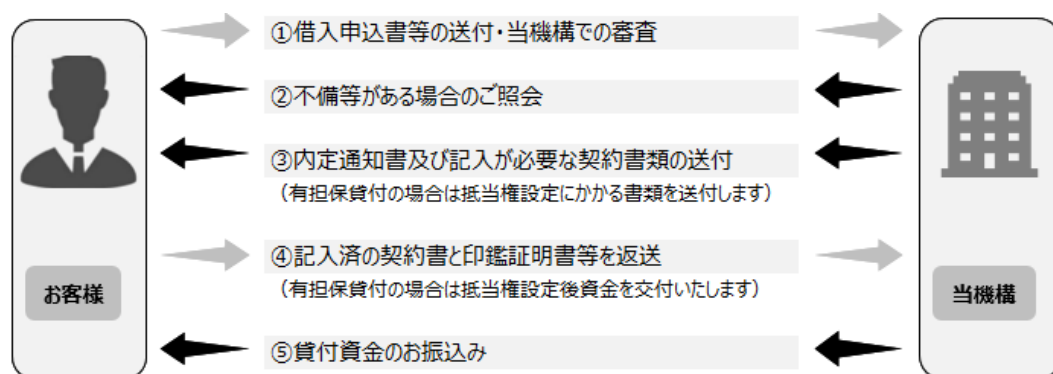 ①借入申込書等の送付・当機構での審査
②不備等がある場合のご照会
③内定通知書及び記入が必要な契約書類の送付
（有担保貸付の場合は抵当権設定にかかる書類を送付します）
④記入済の契約書と印鑑証明書等を返送
（有担保貸付の場合は抵当権設定後資金を交付いたします）
お客様
当機構
⑤貸付資金のお振込み